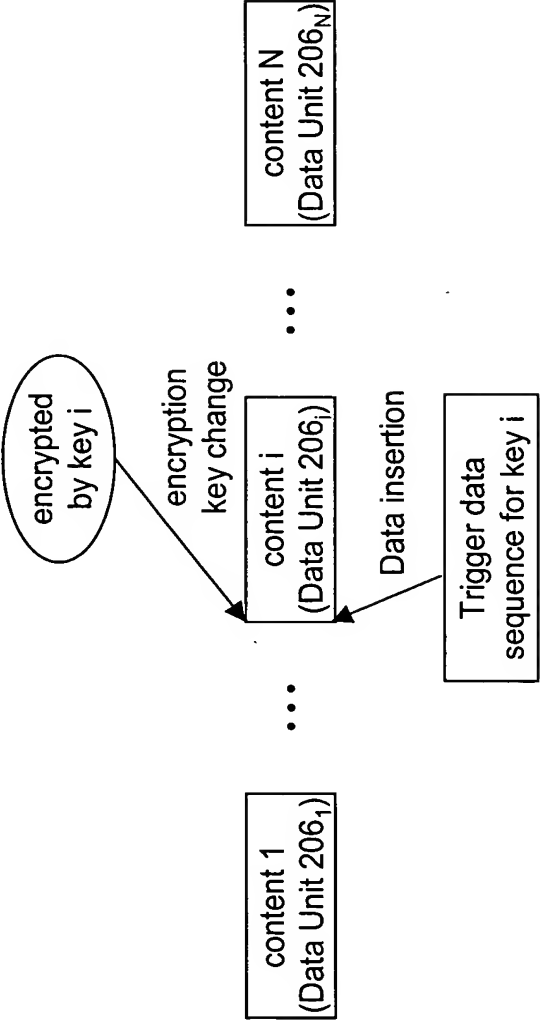 encrypted
by key i
encryption
key change
content 1
(Data Unit 206₁)
...
content i
(Data Unit 206ᵢ)
...
content N
(Data Unit 206_N)
Data insertion
Trigger data
sequence for key i